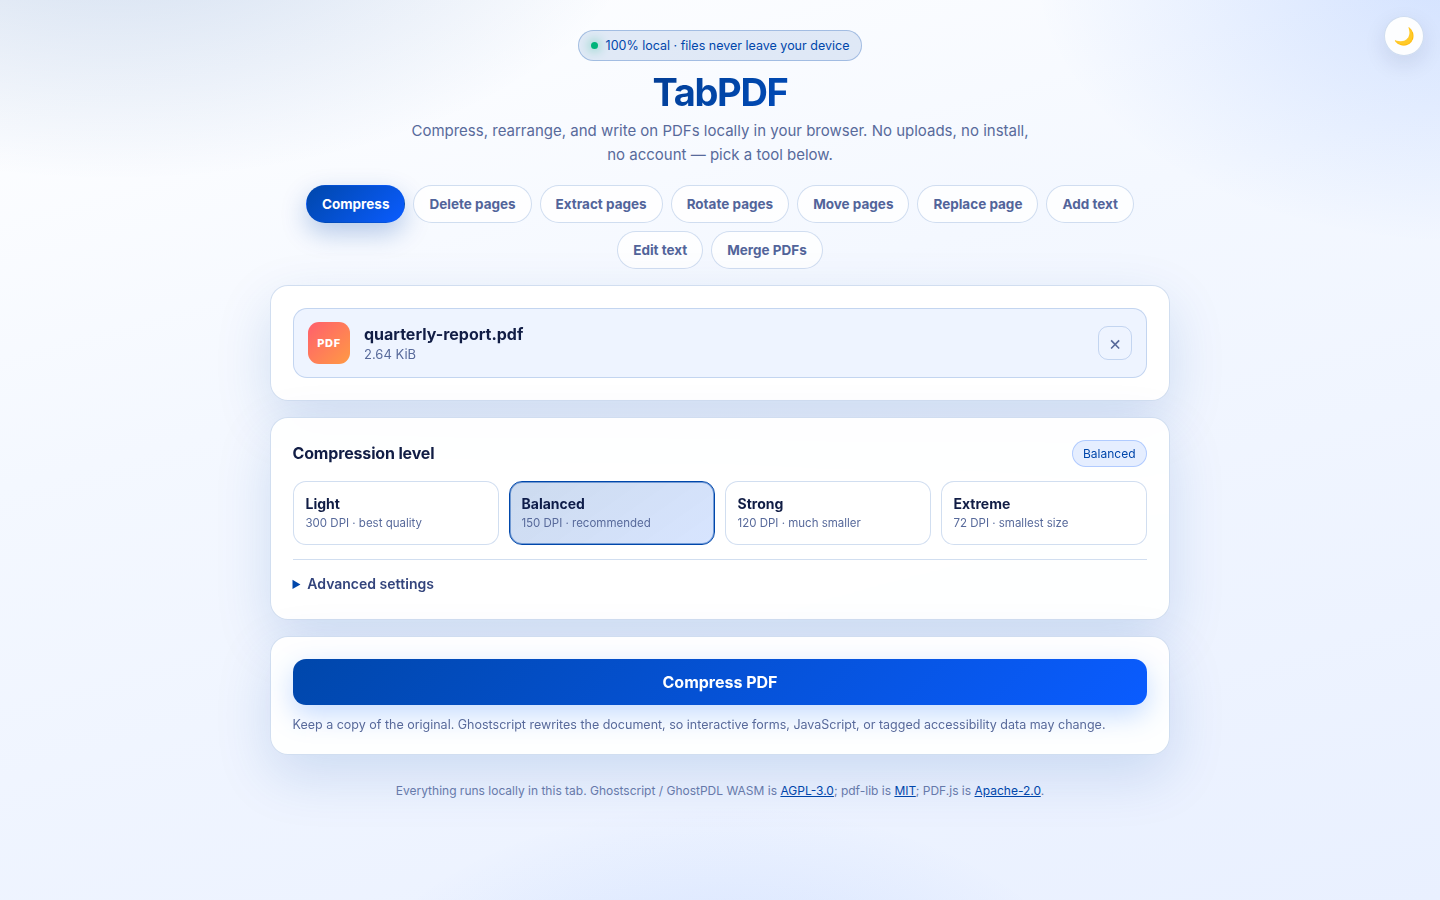 100% local · files never leave your device
TabPDF
Compress, rearrange, and write on PDFs locally in your browser. No uploads, no install,
no account — pick a tool below.
Compress
Delete pages
Extract pages
Rotate pages
Move pages
Replace page
Add text
Edit text
Merge PDFs
PDF
quarterly-report.pdf
2.64 KiB
Compression level
Balanced
Light
300 DPI · best quality
Balanced
150 DPI · recommended
Strong
120 DPI · much smaller
Extreme
72 DPI · smallest size
Advanced settings
Compress PDF
Keep a copy of the original. Ghostscript rewrites the document, so interactive forms, JavaScript, or tagged accessibility data may change.
Everything runs locally in this tab. Ghostscript / GhostPDL WASM is AGPL-3.0; pdf-lib is MIT; PDF.js is Apache-2.0.